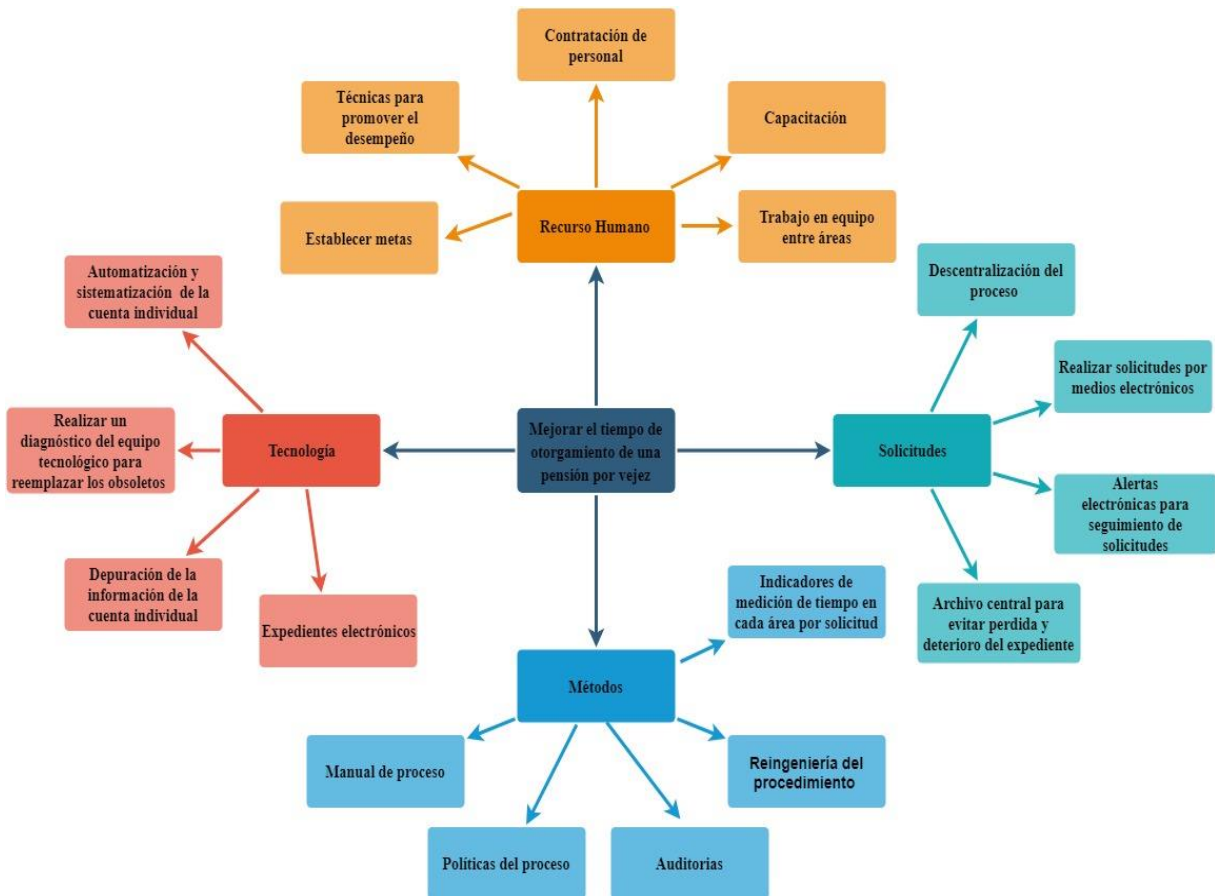 Contratación de
personal
Técnicas para
promover el
desempeño
Capacitación
Establecer metas
Recurso Humano
Trabajo en equipo
entre áreas
Automatización y
sistematización de la
cuenta individual
Descentralización del
proceso
Realizar solicitudes por
medios electrónicos
Realizar un
diagnóstico del equipo
tecnológico para
reemplazar los obsoletos
Tecnología
Mejorar el tiempo de
otorgamiento de una
pensión por vejez
Solicitudes
Alertas
electrónicas para
seguimiento de
solicitudes
Depuración de la
información de la
cuenta individual
Expedientes electrónicos
Indicadores de
medición de tiempo en
cada área por solicitud
Archivo central para
evitar perdida y
deterioro del expediente
Métodos
Manual de proceso
Reingeniería del
procedimiento
Políticas del proceso
Auditorias